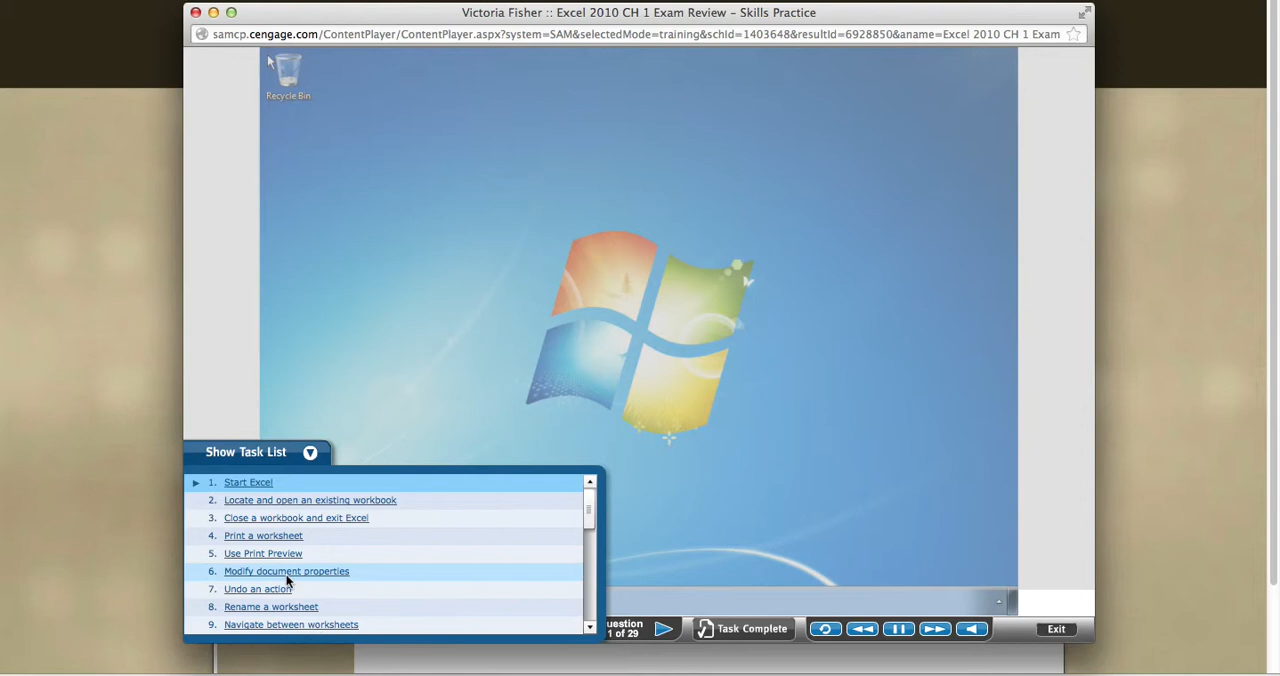 Victoria Fisher :: Excel 2010 CH 1 Exam Review – Skills Practice
samcp.cengage.com/ContentPlayer/ContentPlayer.aspx?system=SAM&selectedMode=training&schId=1403648&resultId=6928850&aname=Excel 2010 CH 1 Exam
Recycle Bin
Show Task List
1. Start Excel
2. Locate and open an existing workbook
3. Close a workbook and exit Excel
4. Print a worksheet
5. Use Print Preview
6. Modify document properties
7. Undo an action
8. Rename a worksheet
9. Navigate between worksheets
uestion
1 of 29
Task Complete
Exit